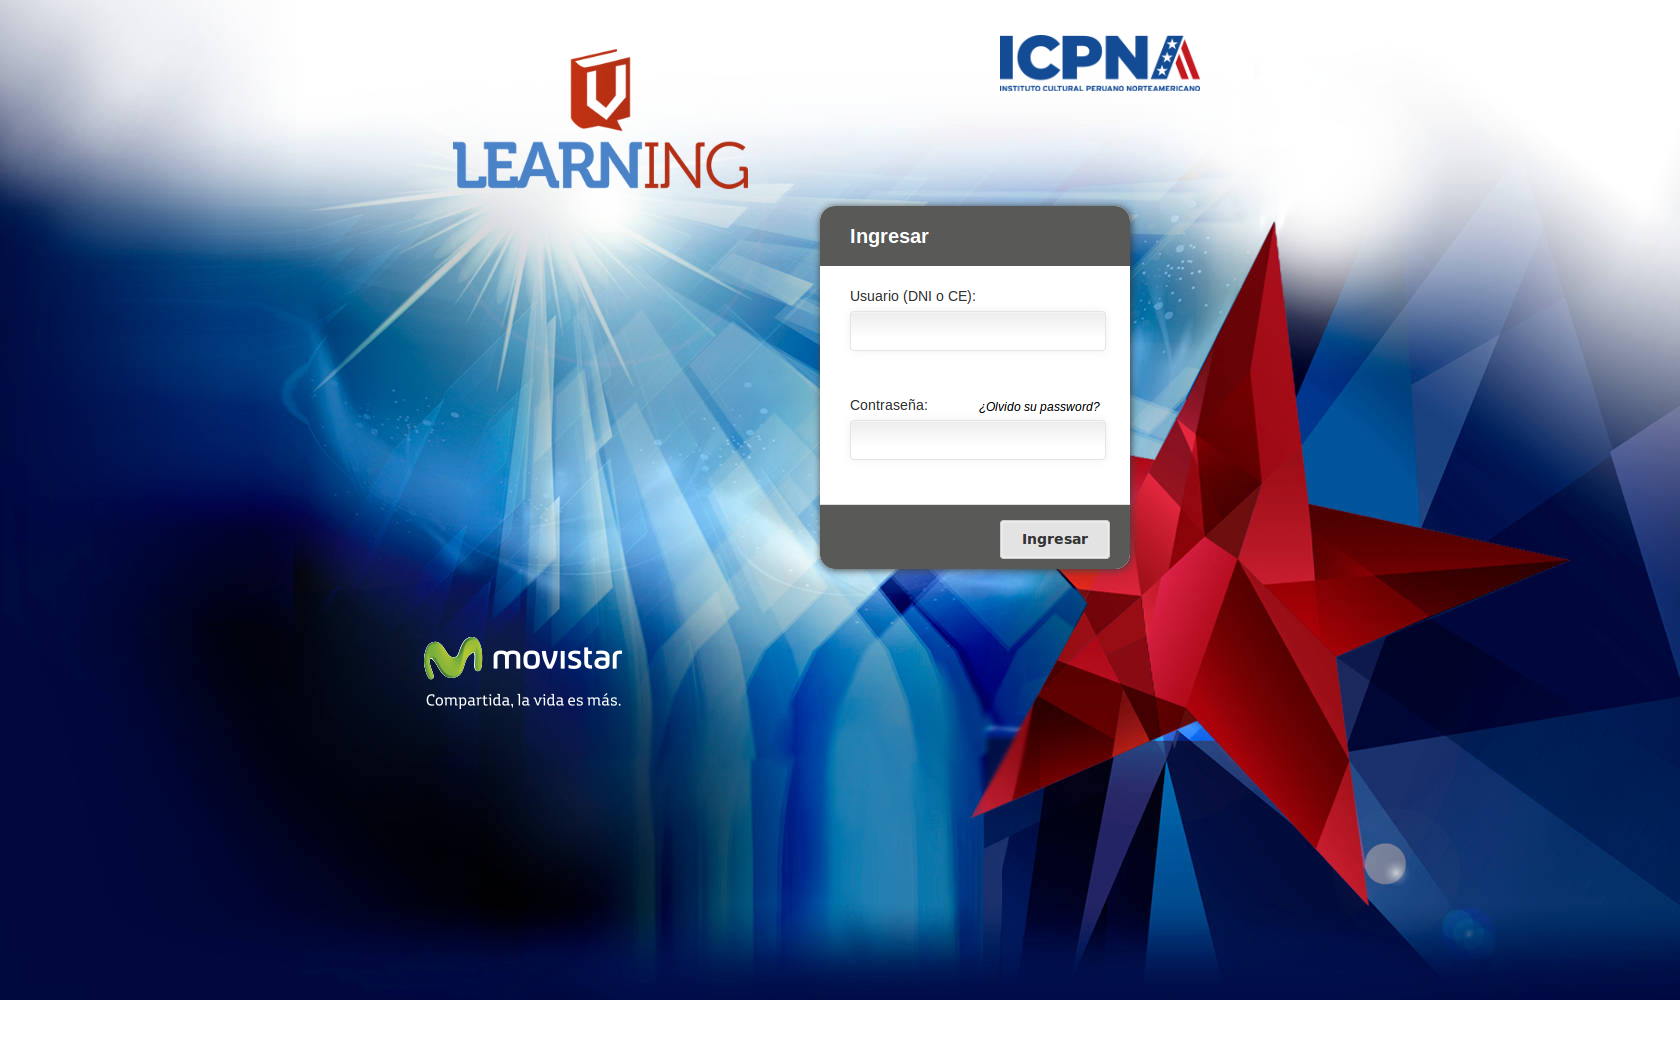 LEARNING
ICPNA
INSTITUTO CULTURAL PERUANO NORTEAMERICANO
Ingresar
Usuario (DNI o CE):
Contraseña:
¿Olvido su password?
Ingresar
movistar
Compartida, la vida es más.